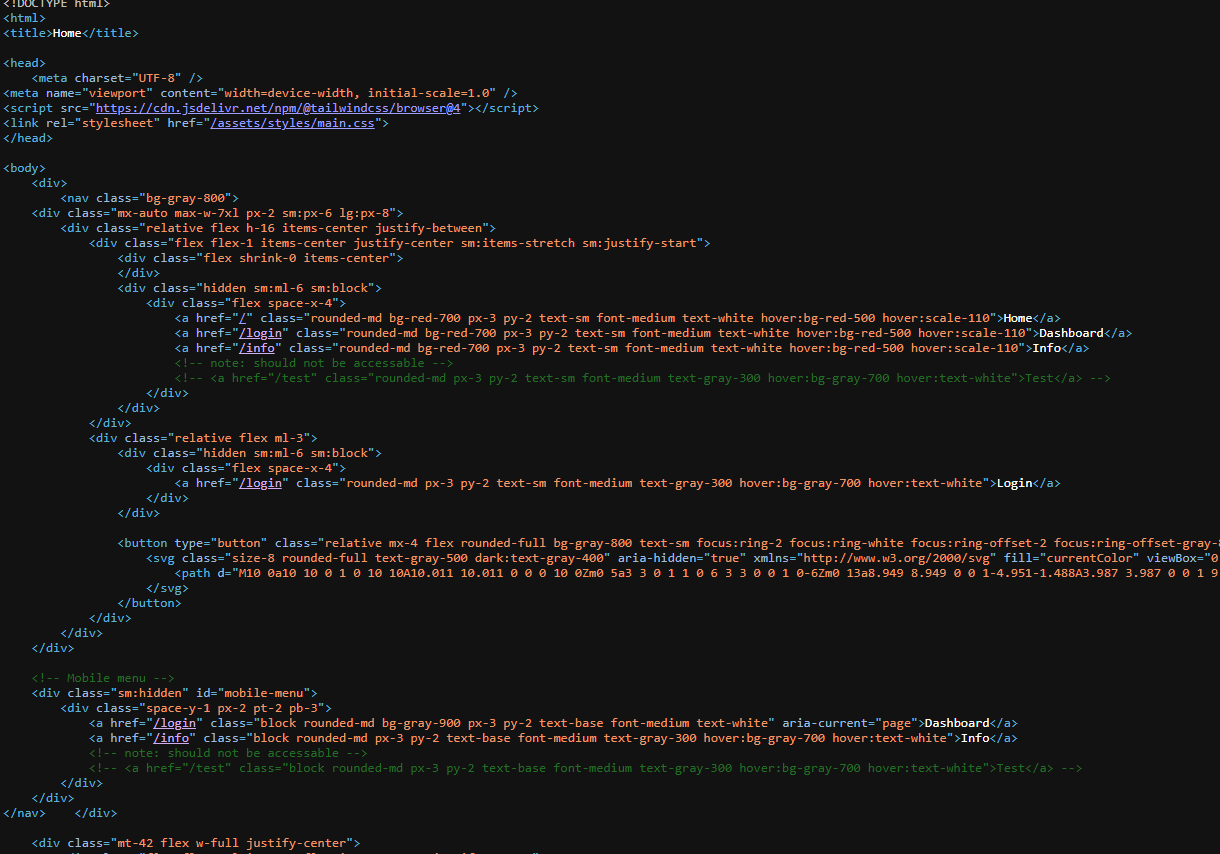 <!DOCTYPE html>
<html>
<title>Home</title>
<head>
<meta charset="UTF-8" />
<meta name="viewport" content="width=device-width, initial-scale=1.0" />
<script src="https://cdn.jsdelivr.net/npm/@tailwindcss/browser@4"></script>
<link rel="stylesheet" href="/assets/styles/main.css">
</head>
<body>
<div>
<nav class="bg-gray-800">
<div class="mx-auto max-w-7xl px-2 sm:px-6 lg:px-8">
<div class="relative flex h-16 items-center justify-between">
<div class="flex flex-1 items-center justify-center sm:items-stretch sm:justify-start">
<div class="flex shrink-0 items-center">
</div>
<div class="hidden sm:ml-6 sm:block">
<div class="flex space-x-4">
<a href="/" class="rounded-md bg-red-700 px-3 py-2 text-sm font-medium text-white hover:bg-red-500 hover:scale-110">Home</a>
<a href="/login" class="rounded-md bg-red-700 px-3 py-2 text-sm font-medium text-white hover:bg-red-500 hover:scale-110">Dashboard</a>
<a href="/info" class="rounded-md bg-red-700 px-3 py-2 text-sm font-medium text-white hover:bg-red-500 hover:scale-110">Info</a>
<!-- note: should not be accessable -->
<!-- <a href="/test" class="rounded-md px-3 py-2 text-sm font-medium text-gray-300 hover:bg-gray-700 hover:text-white">Test</a> -->
</div>
</div>
</div>
<div class="relative flex ml-3">
<div class="hidden sm:ml-6 sm:block">
<div class="flex space-x-4">
<a href="/login" class="rounded-md px-3 py-2 text-sm font-medium text-gray-300 hover:bg-gray-700 hover:text-white">Login</a>
</div>
</div>
<button type="button" class="relative mx-4 flex rounded-full bg-gray-800 text-sm focus:ring-2 focus:ring-white focus:ring-offset-2 focus:ring-offset-gray-8
<svg class="size-8 rounded-full text-gray-500 dark:text-gray-400" aria-hidden="true" xmlns="http://www.w3.org/2000/svg" fill="currentColor" viewBox="0
<path d="M10 0a10 10 0 1 0 10 10A10.011 10.011 0 0 0 10 0Zm0 5a3 3 0 1 1 0 6 3 3 0 0 1 0-6Zm0 13a8.949 8.949 0 0 1-4.951-1.488A3.987 3.987 0 0 1 9
</svg>
</button>
</div>
</div>
</div>
<!-- Mobile menu -->
<div class="sm:hidden" id="mobile-menu">
<div class="space-y-1 px-2 pt-2 pb-3">
<a href="/login" class="block rounded-md bg-gray-900 px-3 py-2 text-base font-medium text-white" aria-current="page">Dashboard</a>
<a href="/info" class="block rounded-md px-3 py-2 text-base font-medium text-gray-300 hover:bg-gray-700 hover:text-white">Info</a>
<!-- note: should not be accessable -->
<!-- <a href="/test" class="block rounded-md px-3 py-2 text-base font-medium text-gray-300 hover:bg-gray-700 hover:text-white">Test</a> -->
</div>
</div>
</nav> </div>
<div class="mt-42 flex w-full justify-center">